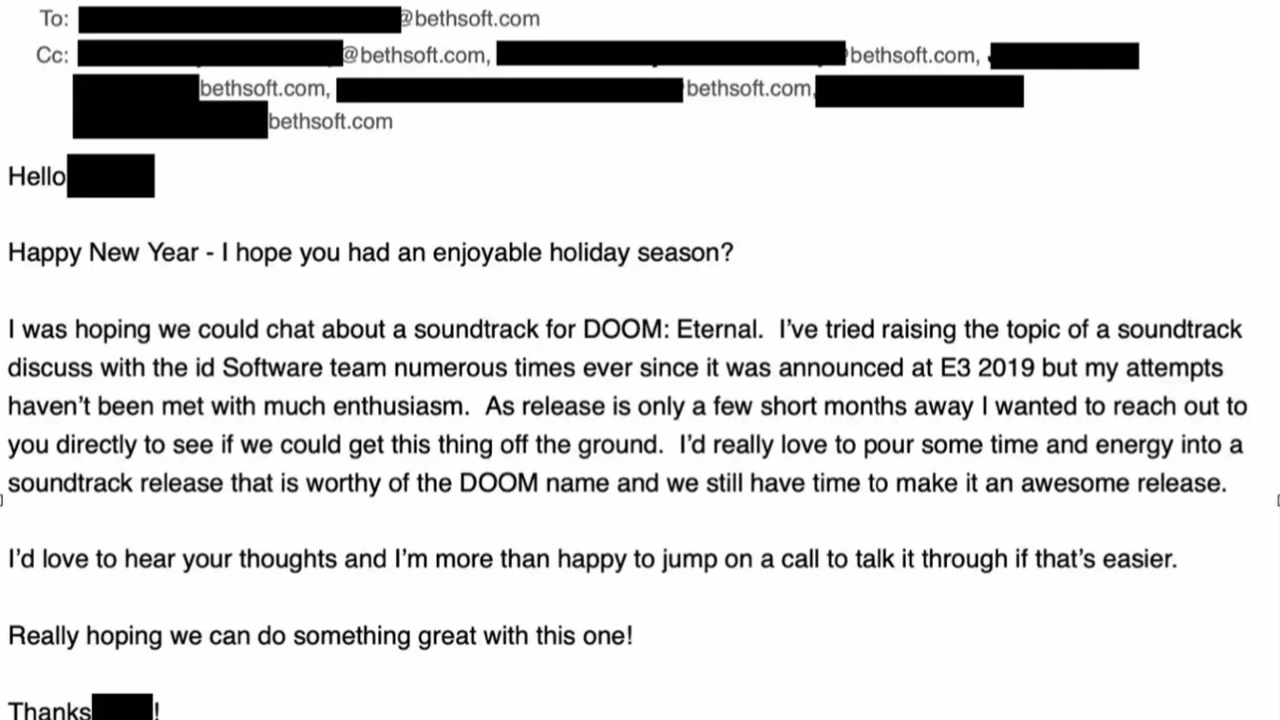 To: @bethsoft.com
Cc: @bethsoft.com, bethsoft.com,
bethsoft.com, bethsoft.com,
bethsoft.com
Hello
Happy New Year - I hope you had an enjoyable holiday season?
I was hoping we could chat about a soundtrack for DOOM: Eternal.  I’ve tried raising the topic of a soundtrack
discuss with the id Software team numerous times ever since it was announced at E3 2019 but my attempts
haven’t been met with much enthusiasm.  As release is only a few short months away I wanted to reach out to
you directly to see if we could get this thing off the ground.  I’d really love to pour some time and energy into a
soundtrack release that is worthy of the DOOM name and we still have time to make it an awesome release.
I’d love to hear your thoughts and I’m more than happy to jump on a call to talk it through if that’s easier.
Really hoping we can do something great with this one!
Thanks !